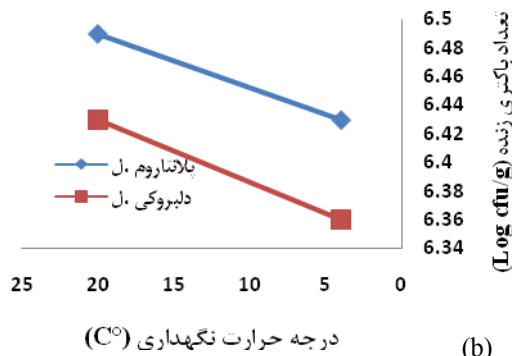 6.5
6.48
6.46
6.44
6.42
6.4
6.38
6.36
6.34
تعداد باکتری زنده (Log cfu/g)
پلانتاروم .ل
دلبروکی .ل
25 20 15 10 5 0
درجه حرارت نگهداری (C°)
(b)